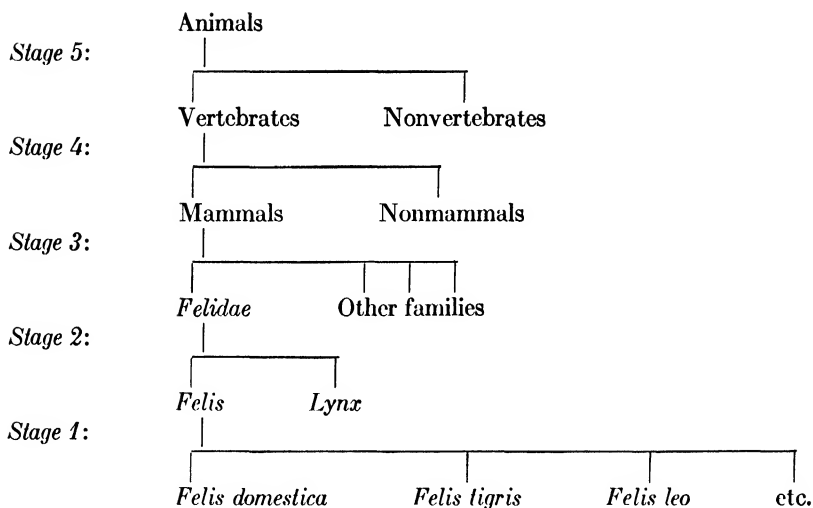 Animals
Stage 5:
Vertebrates Nonvertebrates
Stage 4:
Mammals Nonmammals
Stage 3:
Felidae Other families
Stage 2:
Felis Lynx
Stage 1:
Felis domestica Felis tigris Felis leo etc.